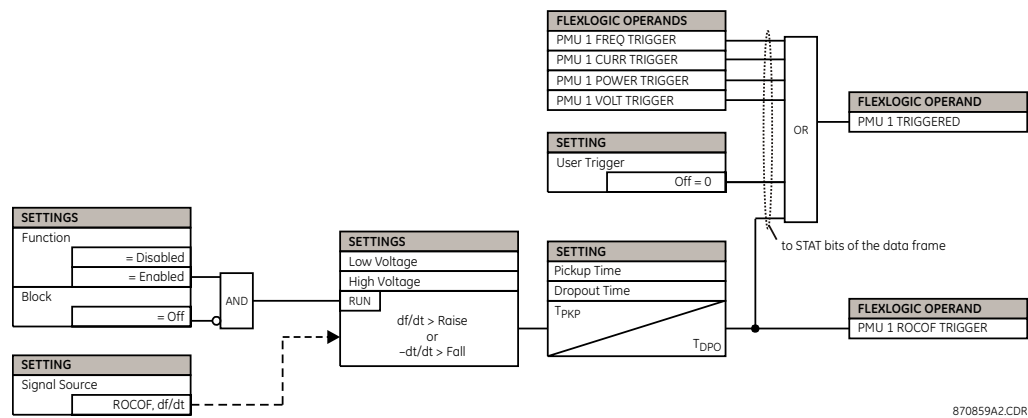 FLEXLOGIC OPERANDS
PMU 1 FREQ TRIGGER
PMU 1 CURR TRIGGER
PMU 1 POWER TRIGGER
PMU 1 VOLT TRIGGER
OR
FLEXLOGIC OPERAND
PMU 1 TRIGGERED
SETTING
User Trigger
Off = 0
to STAT bits of the data frame
SETTINGS
Function
= Disabled
= Enabled
Block
= Off
AND
SETTINGS
Low Voltage
High Voltage
RUN
df/dt > Raise
or
–dt/dt > Fall
SETTING
Pickup Time
Dropout Time
TPKP
TDPO
FLEXLOGIC OPERAND
PMU 1 ROCOF TRIGGER
SETTING
Signal Source
ROCOF, df/dt
870859A2.CDR